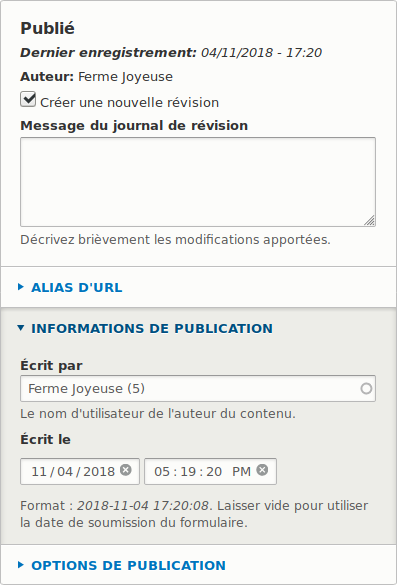 Publié
Dernier enregistrement: 04/11/2018 - 17:20
Auteur: Ferme Joyeuse
Créer une nouvelle révision
Message du journal de révision
Décrivez brièvement les modifications apportées.
ALIAS D'URL
INFORMATIONS DE PUBLICATION
Écrit par
Ferme Joyeuse (5)
Le nom d'utilisateur de l'auteur du contenu.
Écrit le
11/04/2018 05:19:20 PM
Format : 2018-11-04 17:20:08. Laisser vide pour utiliser
la date de soumission du formulaire.
OPTIONS DE PUBLICATION